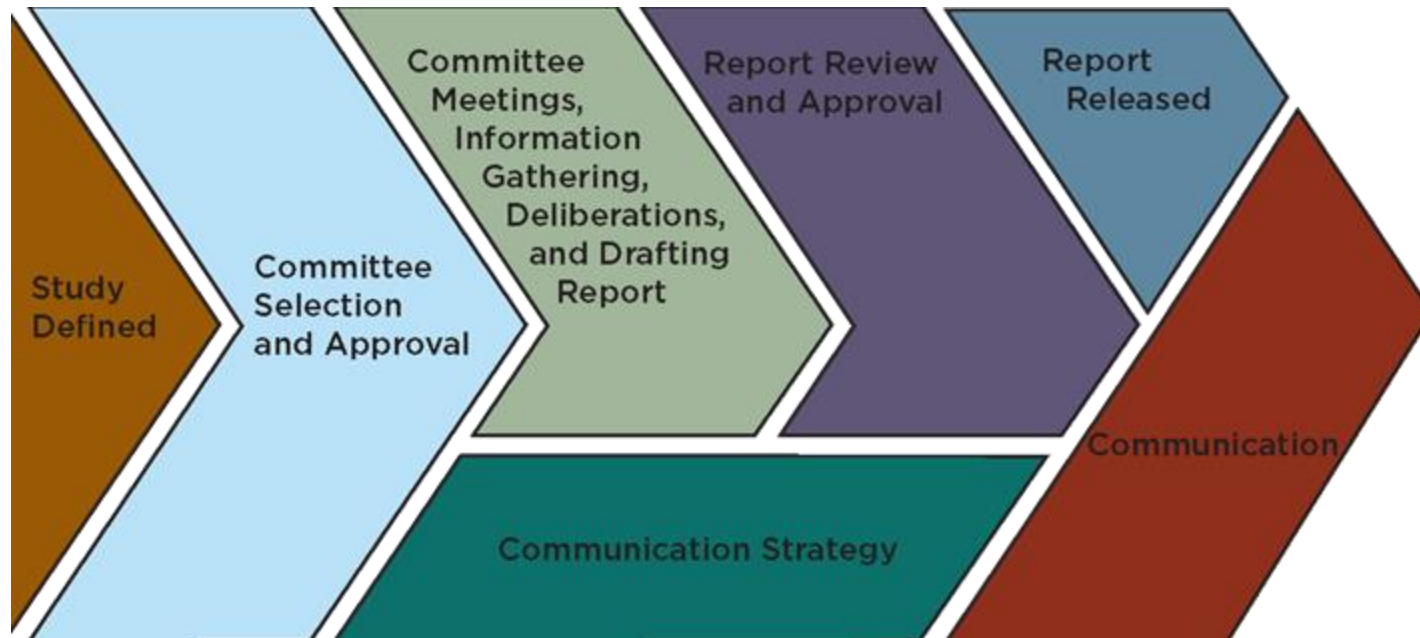 Study
Defined
Committee
Selection
and Approval
Committee
Meetings,
Information
Gathering,
Deliberations,
and Drafting
Report
Report Review
and Approval
Report
Released
Communication Strategy
Communication